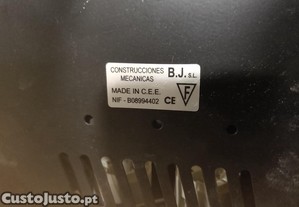 CONSTRUCCIONES B.J. S.L.
MECANICAS
MADE IN C.E.E.
NIF - B08994402 CE F
CustoJusto.pt